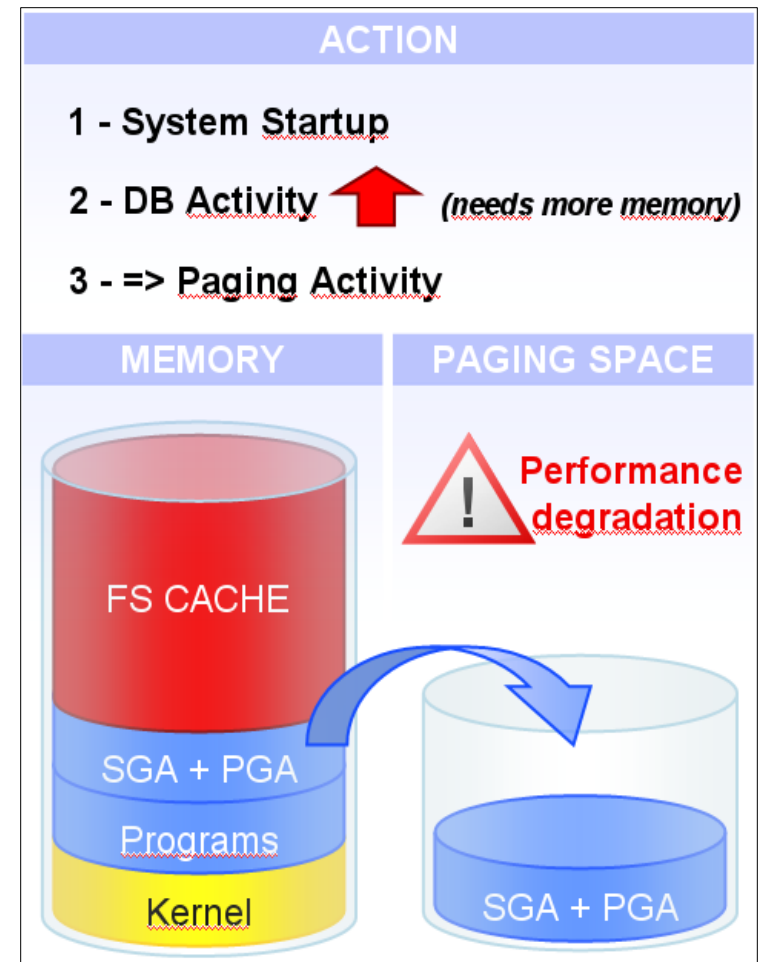 ACTION
1 - System Startup
2 - DB Activity (needs more memory)
3 - => Paging Activity
MEMORY
PAGING SPACE
!
Performance
degradation
FS CACHE
SGA + PGA
Programs
Kernel
SGA + PGA